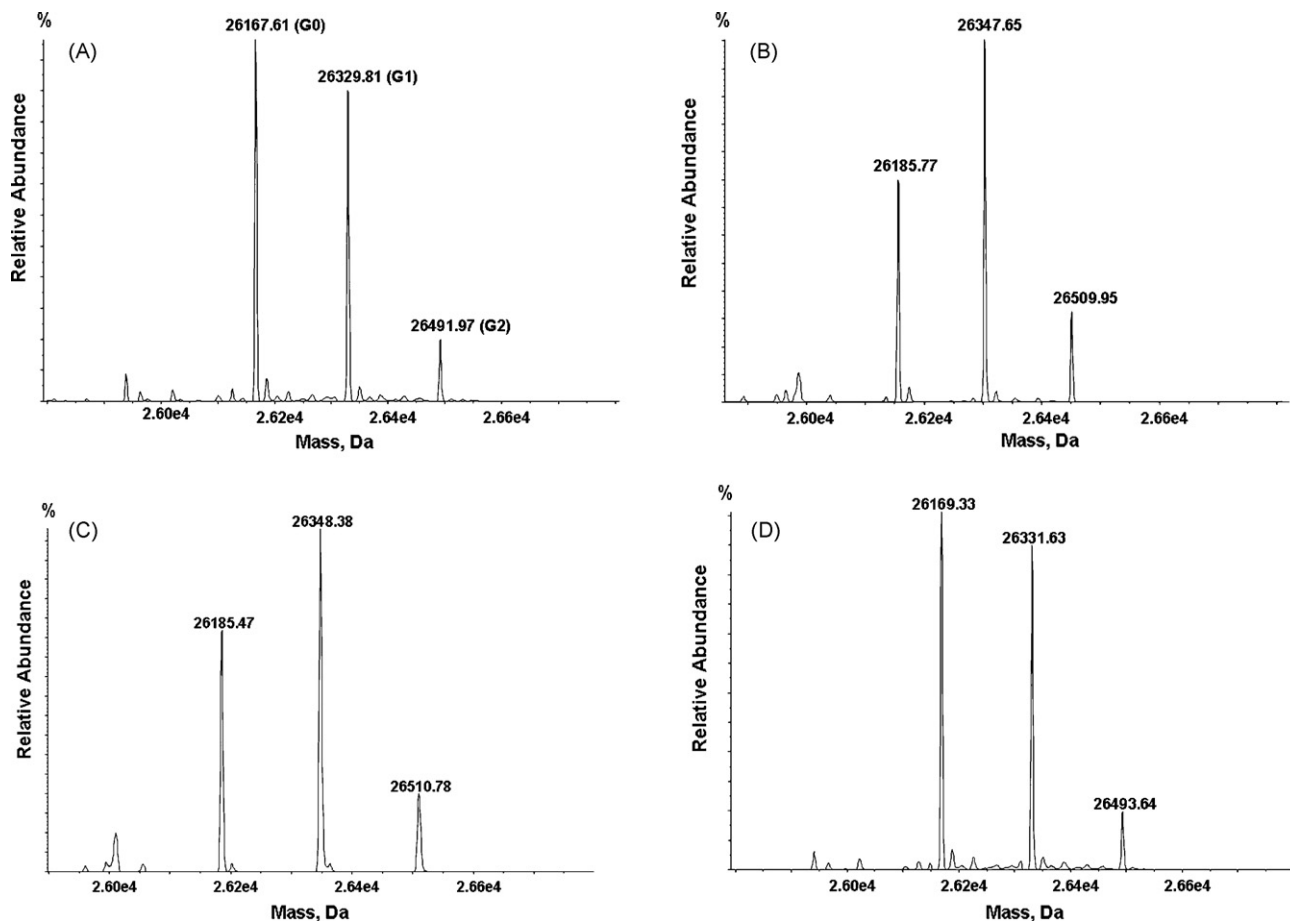 %
(A)
26167.61 (G0)
26329.81 (G1)
26491.97 (G2)
Relative Abundance
2.60e4 2.62e4 2.64e4 2.66e4
Mass, Da
%
(B)
26347.65
26185.77
26509.95
Relative Abundance
2.60e4 2.62e4 2.64e4 2.66e4
Mass, Da
%
(C)
26348.38
26185.47
26510.78
Relative Abundance
2.60e4 2.62e4 2.64e4 2.66e4
Mass, Da
%
(D)
26169.33
26331.63
26493.64
Relative Abundance
2.60e4 2.62e4 2.64e4 2.66e4
Mass, Da